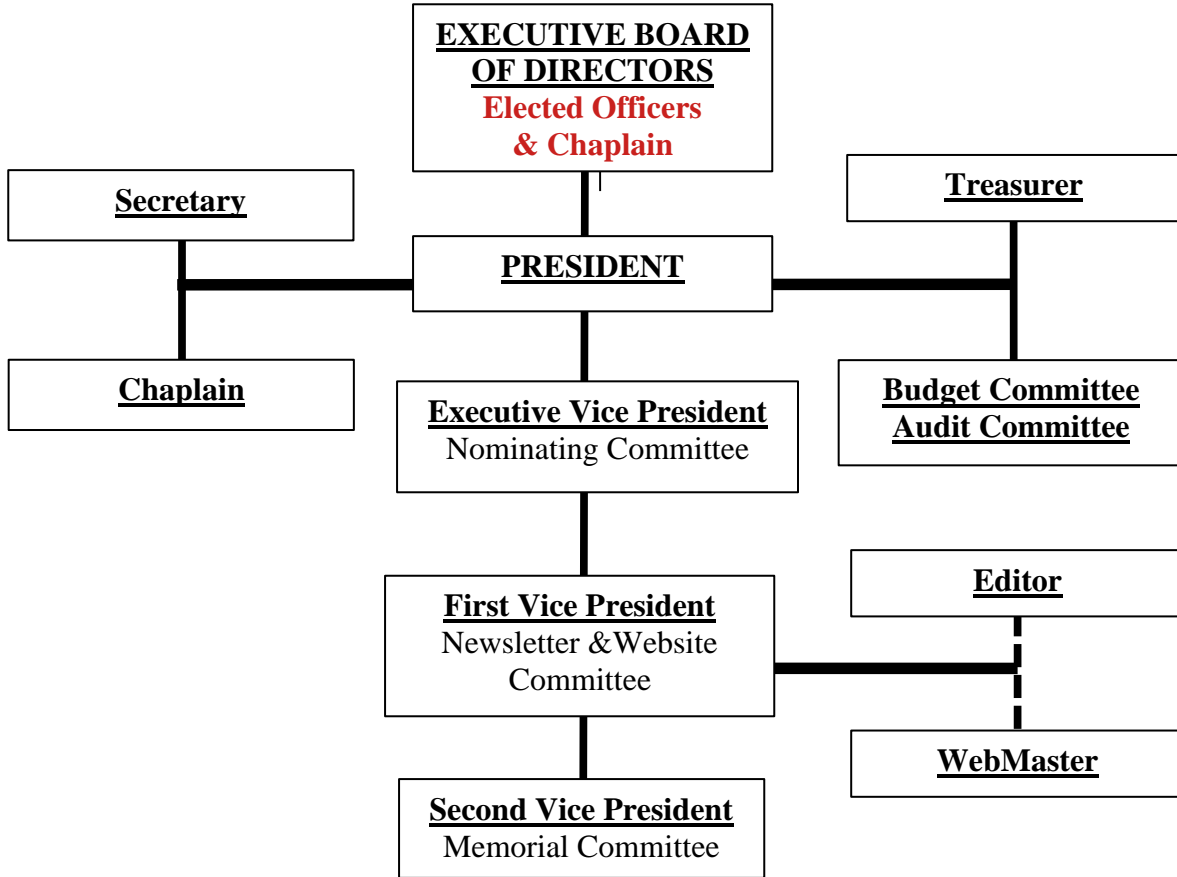 EXECUTIVE BOARD
OF DIRECTORS
Elected Officers
& Chaplain
Secretary
Treasurer
PRESIDENT
Chaplain
Budget Committee
Audit Committee
Executive Vice President
Nominating Committee
First Vice President
Newsletter &Website
Committee
Editor
WebMaster
Second Vice President
Memorial Committee